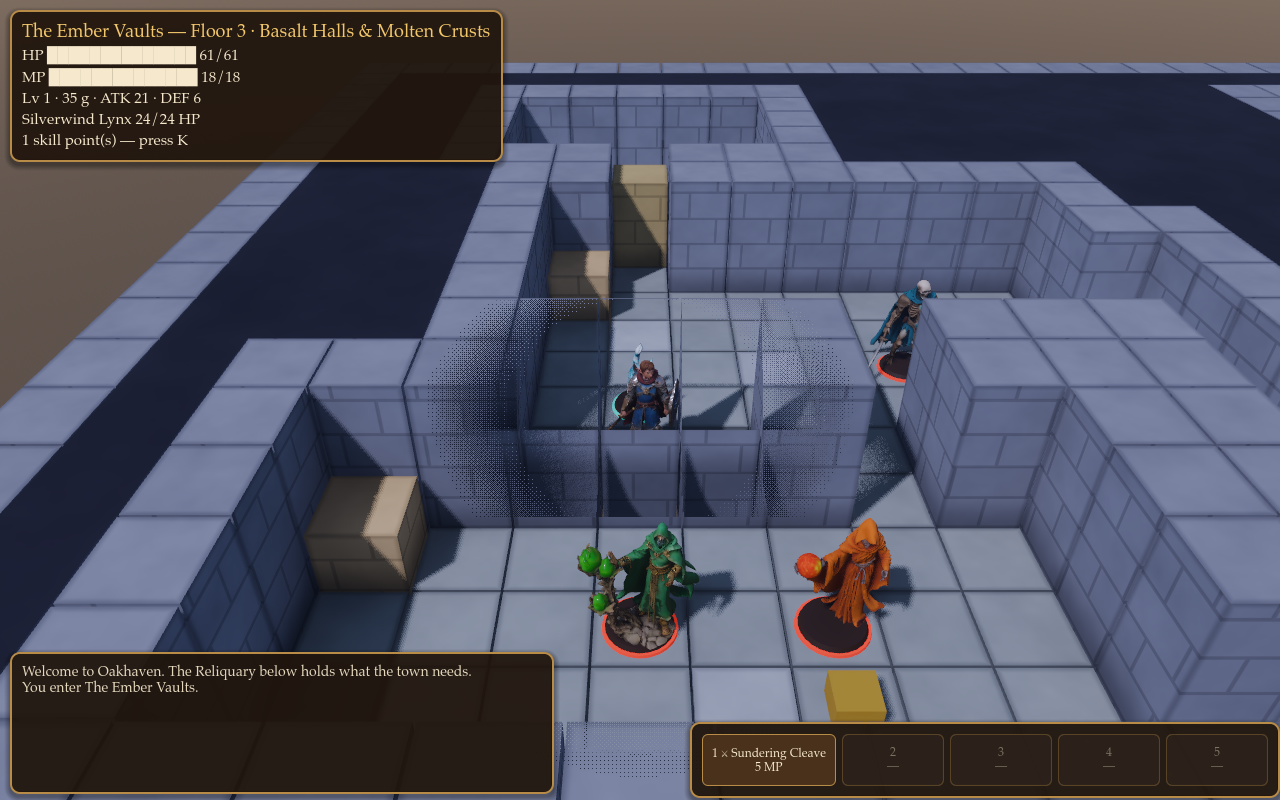 The Ember Vaults — Floor 3 · Basalt Halls & Molten Crusts
HP 61/61
MP 18/18
Lv 1 · 35 g · ATK 21 · DEF 6
Silverwind Lynx 24/24 HP
1 skill point(s) — press K
Welcome to Oakhaven. The Reliquary below holds what the town needs.
You enter The Ember Vaults.
1 ⚔ Sundering Cleave
5 MP
2
—
3
—
4
—
5
—